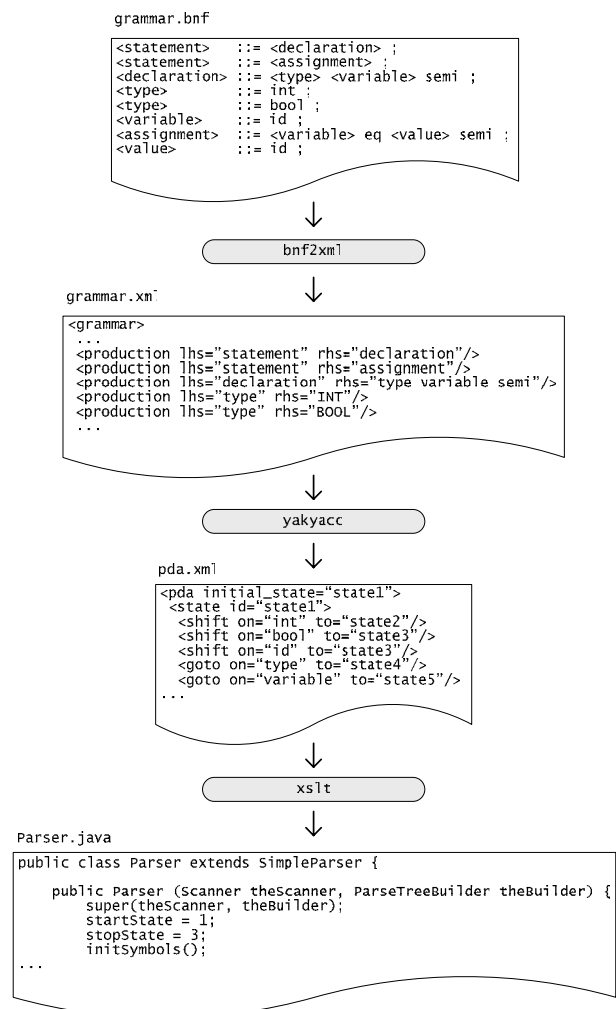 grammar.bnf
<statement> ::= <declaration> ;
<statement> ::= <assignment> ;
<declaration> ::= <type> <variable> semi ;
<type> ::= int ;
<type> ::= bool ;
<variable> ::= id ;
<assignment> ::= <variable> eq <value> semi ;
<value> ::= id ;
bnf2xml
grammar.xml
<grammar>
...
<production lhs="statement" rhs=”declaration”/>
<production lhs=”statement” rhs=”assignment”/>
<production lhs=”declaration” rhs=”type variable semi”/>
<production lhs=”type” rhs=”INT”/>
<production lhs=”type” rhs=”BOOL”/>
...
yakyacc
pda.xml
<pda initial_state=“state1”>
<state id=“state1”>
<shift on=“int” to=“state2”/>
<shift on=“bool” to=“state3”/>
<shift on=“id” to=“state3”/>
<goto on=“type” to=“state4”/>
<goto on=“variable” to=“state5”/>
...
xslt
Parser.java
public class Parser extends SimpleParser {
public Parser (Scanner theScanner, ParseTreeBuilder theBuilder) {
super(theScanner, theBuilder);
startState = 1;
stopState = 3;
initSymbols();
...